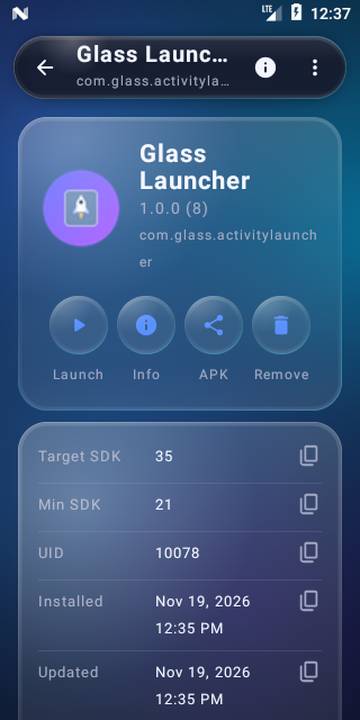 LTE 12:37
Glass Launc…
com.glass.activityla…
Glass
Launcher
1.0.0 (8)
com.glass.activitylaunch
er
Launch Info APK Remove
Target SDK 35
Min SDK 21
UID 10078
Installed Nov 19, 2026
12:35 PM
Updated Nov 19, 2026
12:35 PM